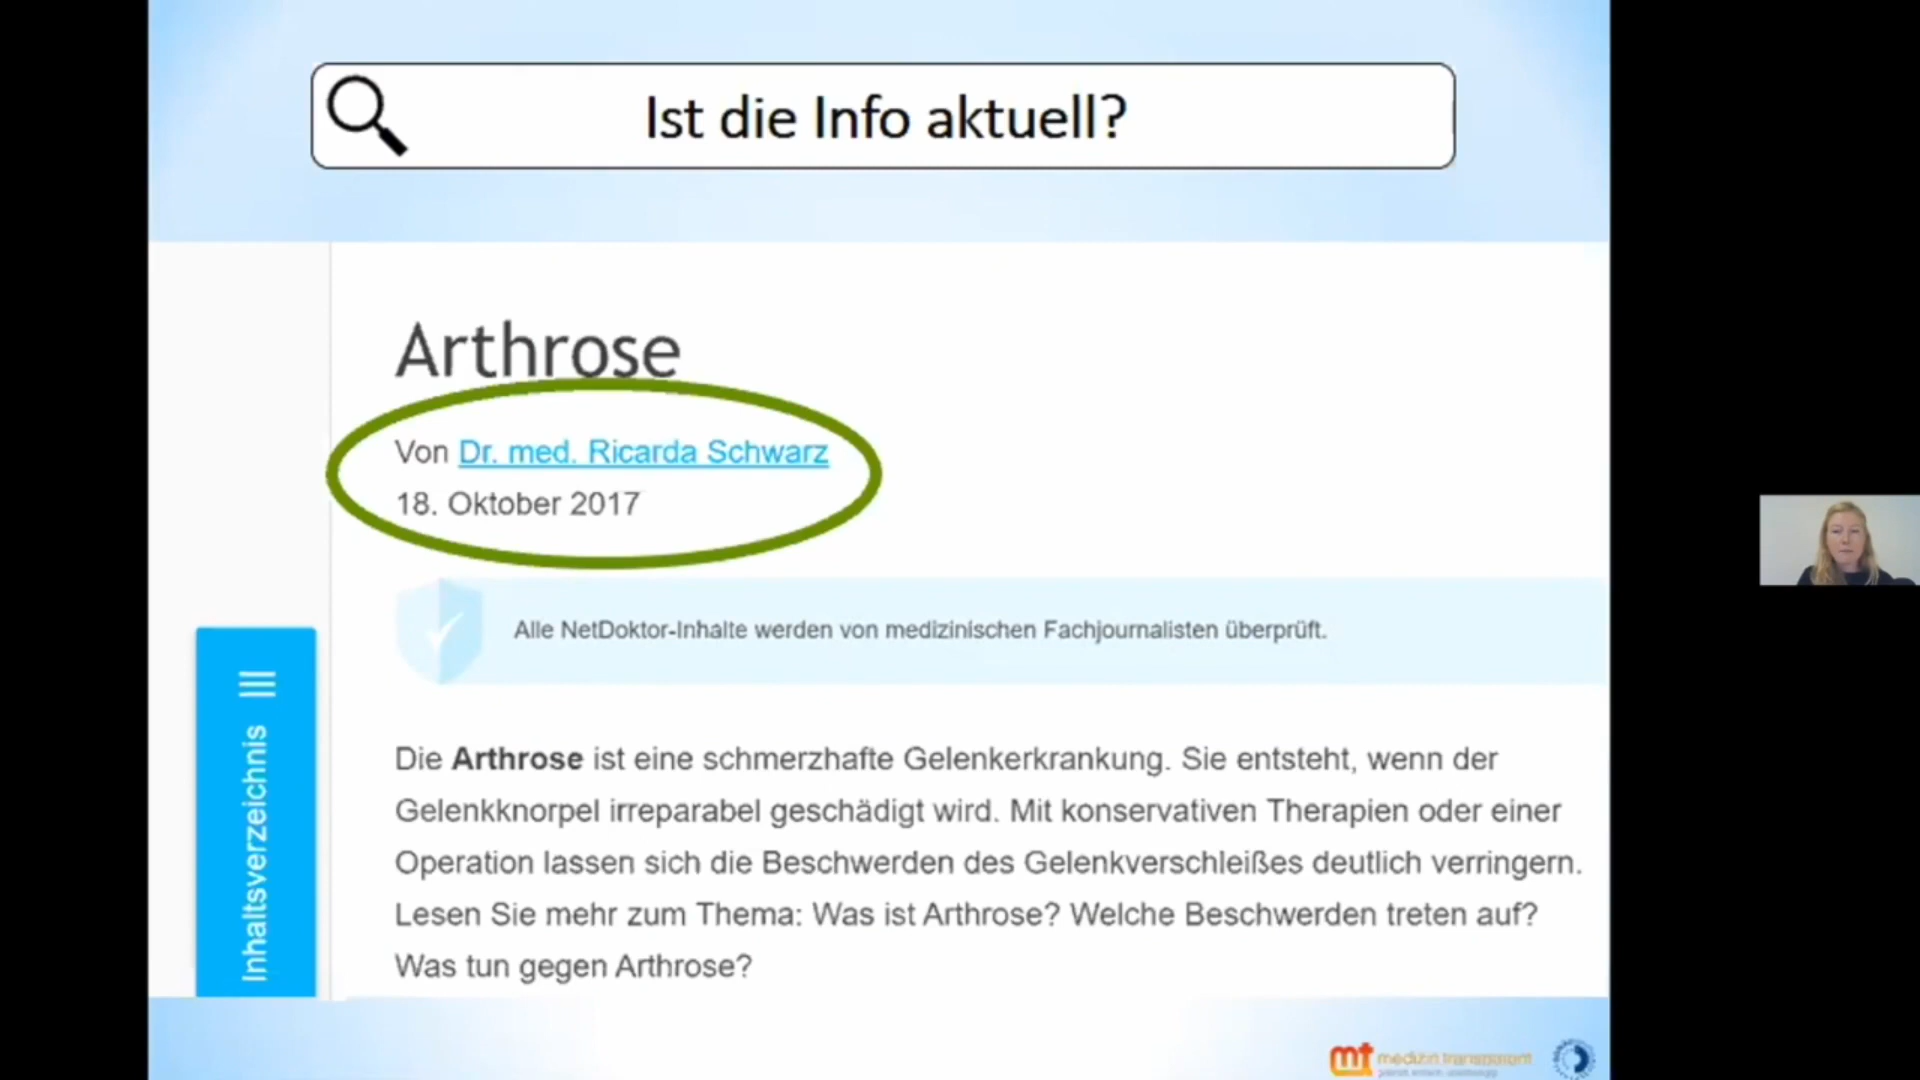 Ist die Info aktuell?
Arthrose
Von Dr. med. Ricarda Schwarz
18. Oktober 2017
Alle NetDoktor-Inhalte werden von medizinischen Fachjournalisten überprüft.
Inhaltsverzeichnis
Die Arthrose ist eine schmerzhafte Gelenkerkrankung. Sie entsteht, wenn der
Gelenkknorpel irreparabel geschädigt wird. Mit konservativen Therapien oder einer
Operation lassen sich die Beschwerden des Gelenkverschleißes deutlich verringern.
Lesen Sie mehr zum Thema: Was ist Arthrose? Welche Beschwerden treten auf?
Was tun gegen Arthrose?
mt medizin transparent